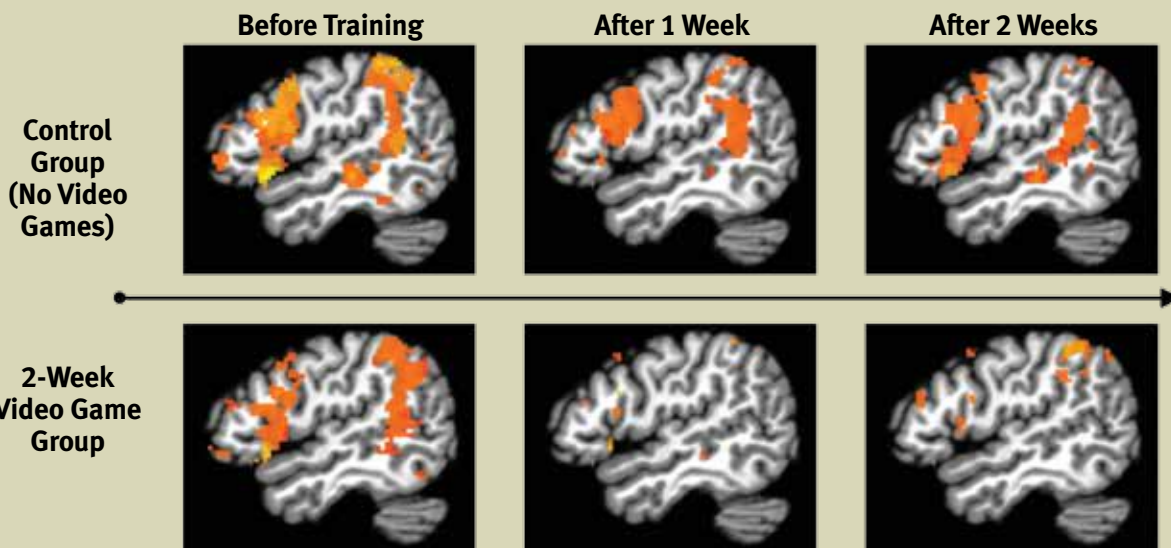 Before Training
After 1 Week
After 2 Weeks
Control
Group
(No Video
Games)
2-Week
Video Game
Group